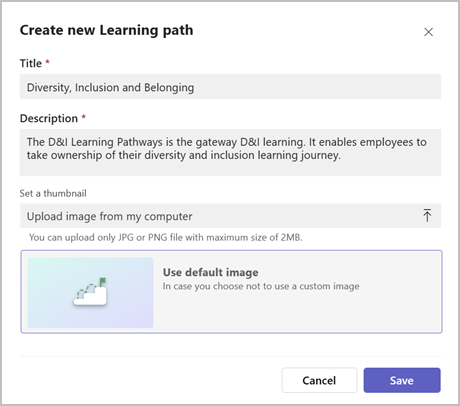 Create new Learning path
Title *
Diversity, Inclusion and Belonging
Description *
The D&I Learning Pathways is the gateway D&I learning. It enables employees to
take ownership of their diversity and inclusion learning journey.
Set a thumbnail
Upload image from my computer
You can upload only JPG or PNG file with maximum size of 2MB.
Use default image
In case you choose not to use a custom image
Cancel
Save